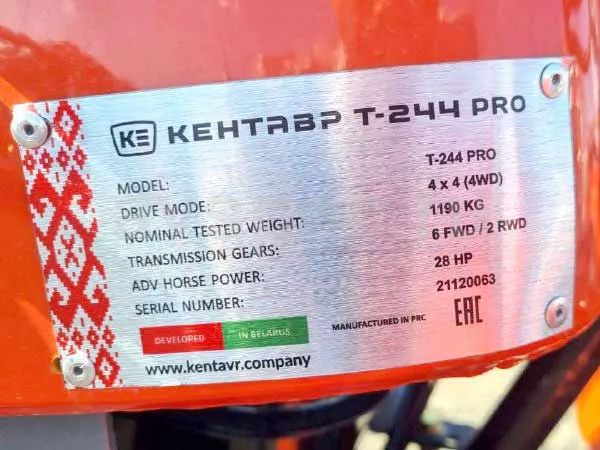 KE КЕНТАВР T-244 PRO
MODEL: T-244 PRO
DRIVE MODE: 4 x 4 (4WD)
NOMINAL TESTED WEIGHT: 1190 KG
TRANSMISSION GEARS: 6 FWD / 2 RWD
ADV HORSE POWER: 28 HP
SERIAL NUMBER: 21120063
DEVELOPED IN BELARUS MANUFACTURED IN PRC EAC
www.kentavr.company